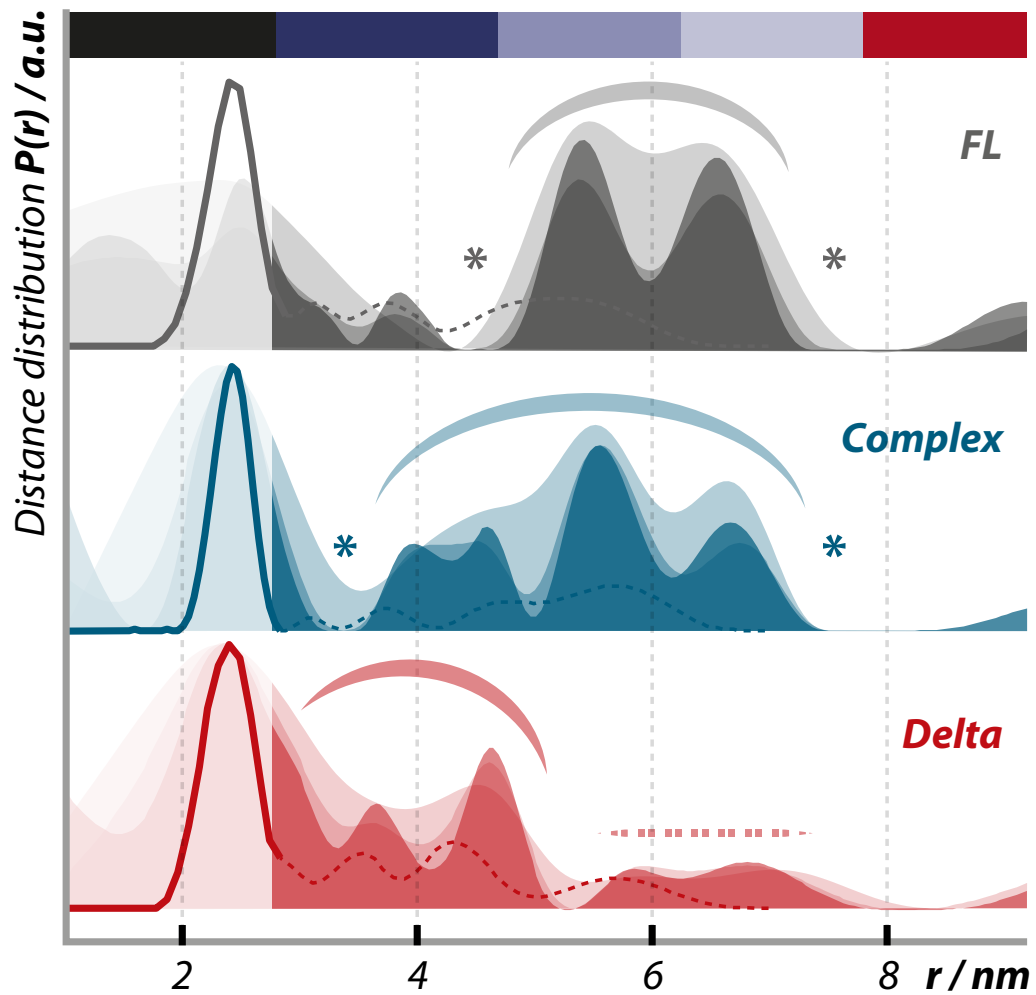 Distance distribution P(r) / a.u.
FL
*
*
Complex
*
*
Delta
2
4
6
8
r / nm